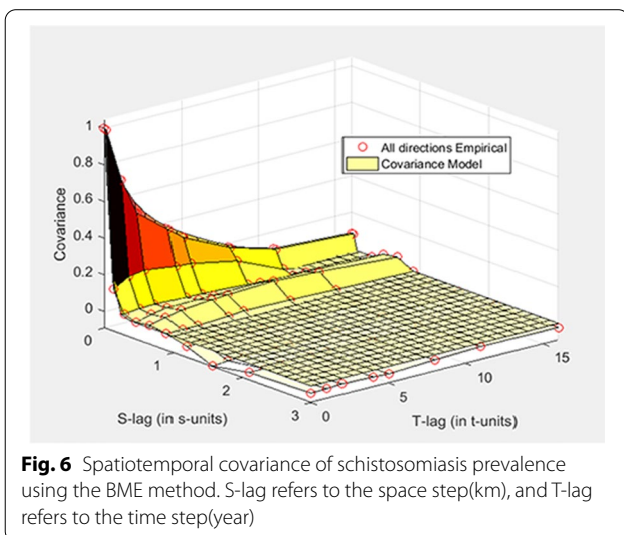 1
0.8
0.6
0.4
0.2
0
Covariance
All directions Empirical
Covariance Model
0
1
2
3
S-lag (in s-units)
0
5
10
15
T-lag (in t-units)
Fig. 6 Spatiotemporal covariance of schistosomiasis prevalence
using the BME method. S-lag refers to the space step(km), and T-lag
refers to the time step(year)